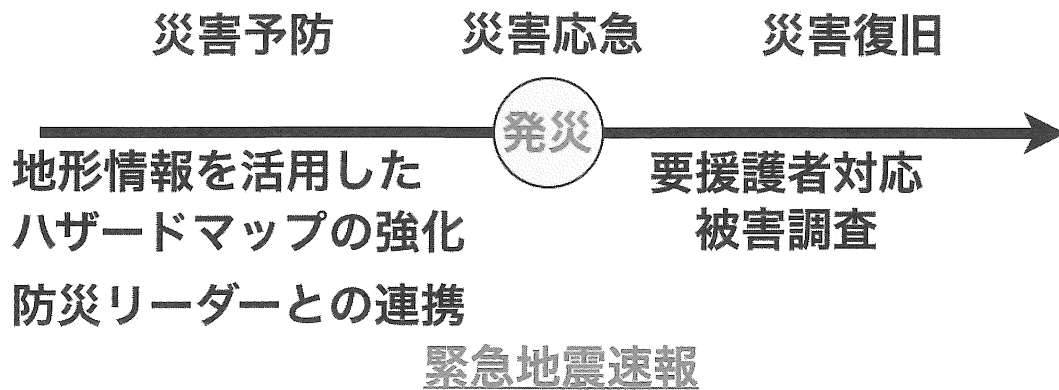 災害予防 災害応急 災害復旧
発災
地形情報を活用した
ハザードマップの強化
防災リーダーとの連携
要援護者対応
被害調査
緊急地震速報